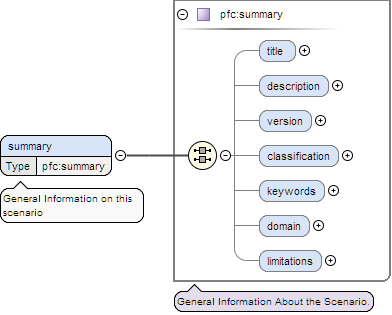 pfc:summary
title
description
version
summary
Type pfc:summary
classification
General Information on this
scenario
keywords
domain
limitations
General Information About the Scenario.